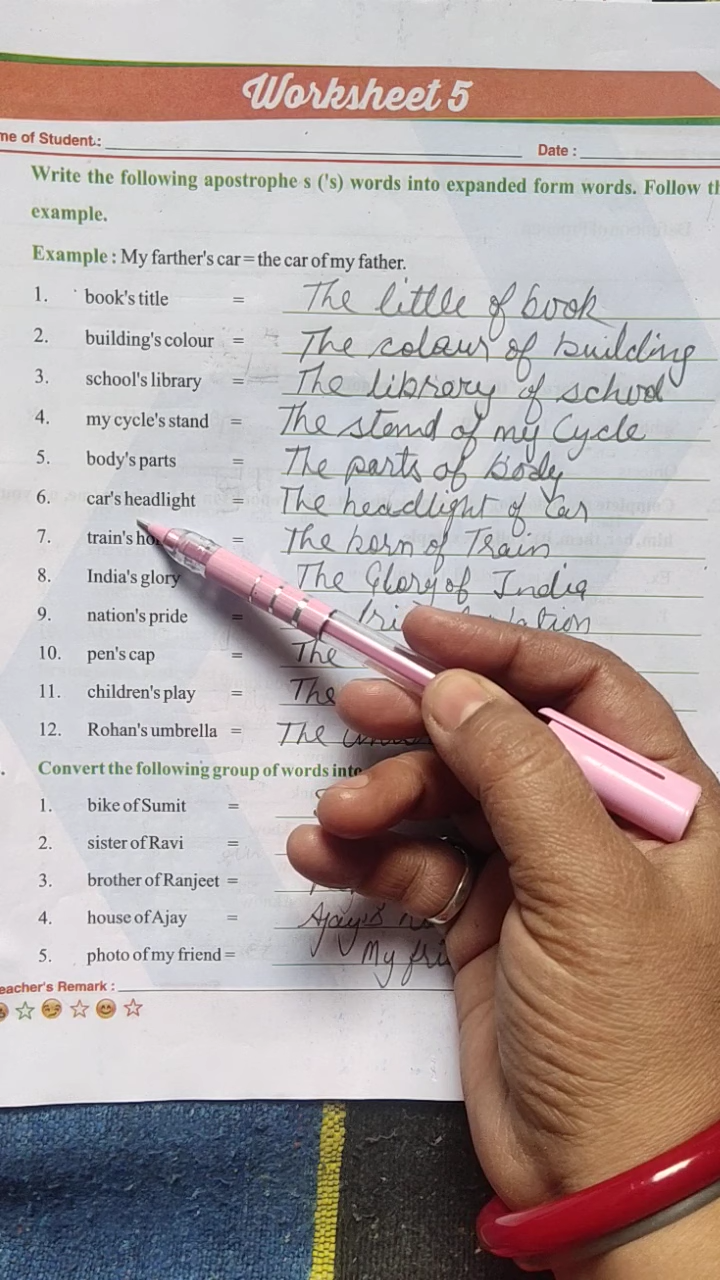 Worksheet 5
me of Student.: Date :
Write the following apostrophe s ('s) words into expanded form words. Follow th
example.
Example : My farther's car = the car of my father.
1. book's title = The little of book
2. building's colour = The colour of building
3. school's library = The library of school
4. my cycle's stand = The stand of my Cycle
5. body's parts = The parts of body
6. car's headlight = The headlight of Car
7. train's = The horn of Train
8. India's glory The Glory of India
9. nation's pride =
10. pen's cap = The
11. children's play = The
12. Rohan's umbrella = The
Convert the following group of words into
1. bike of Sumit =
2. sister of Ravi =
3. brother of Ranjeet =
4. house of Ajay = Ajay's
5. photo of my friend = My fri
eacher's Remark :